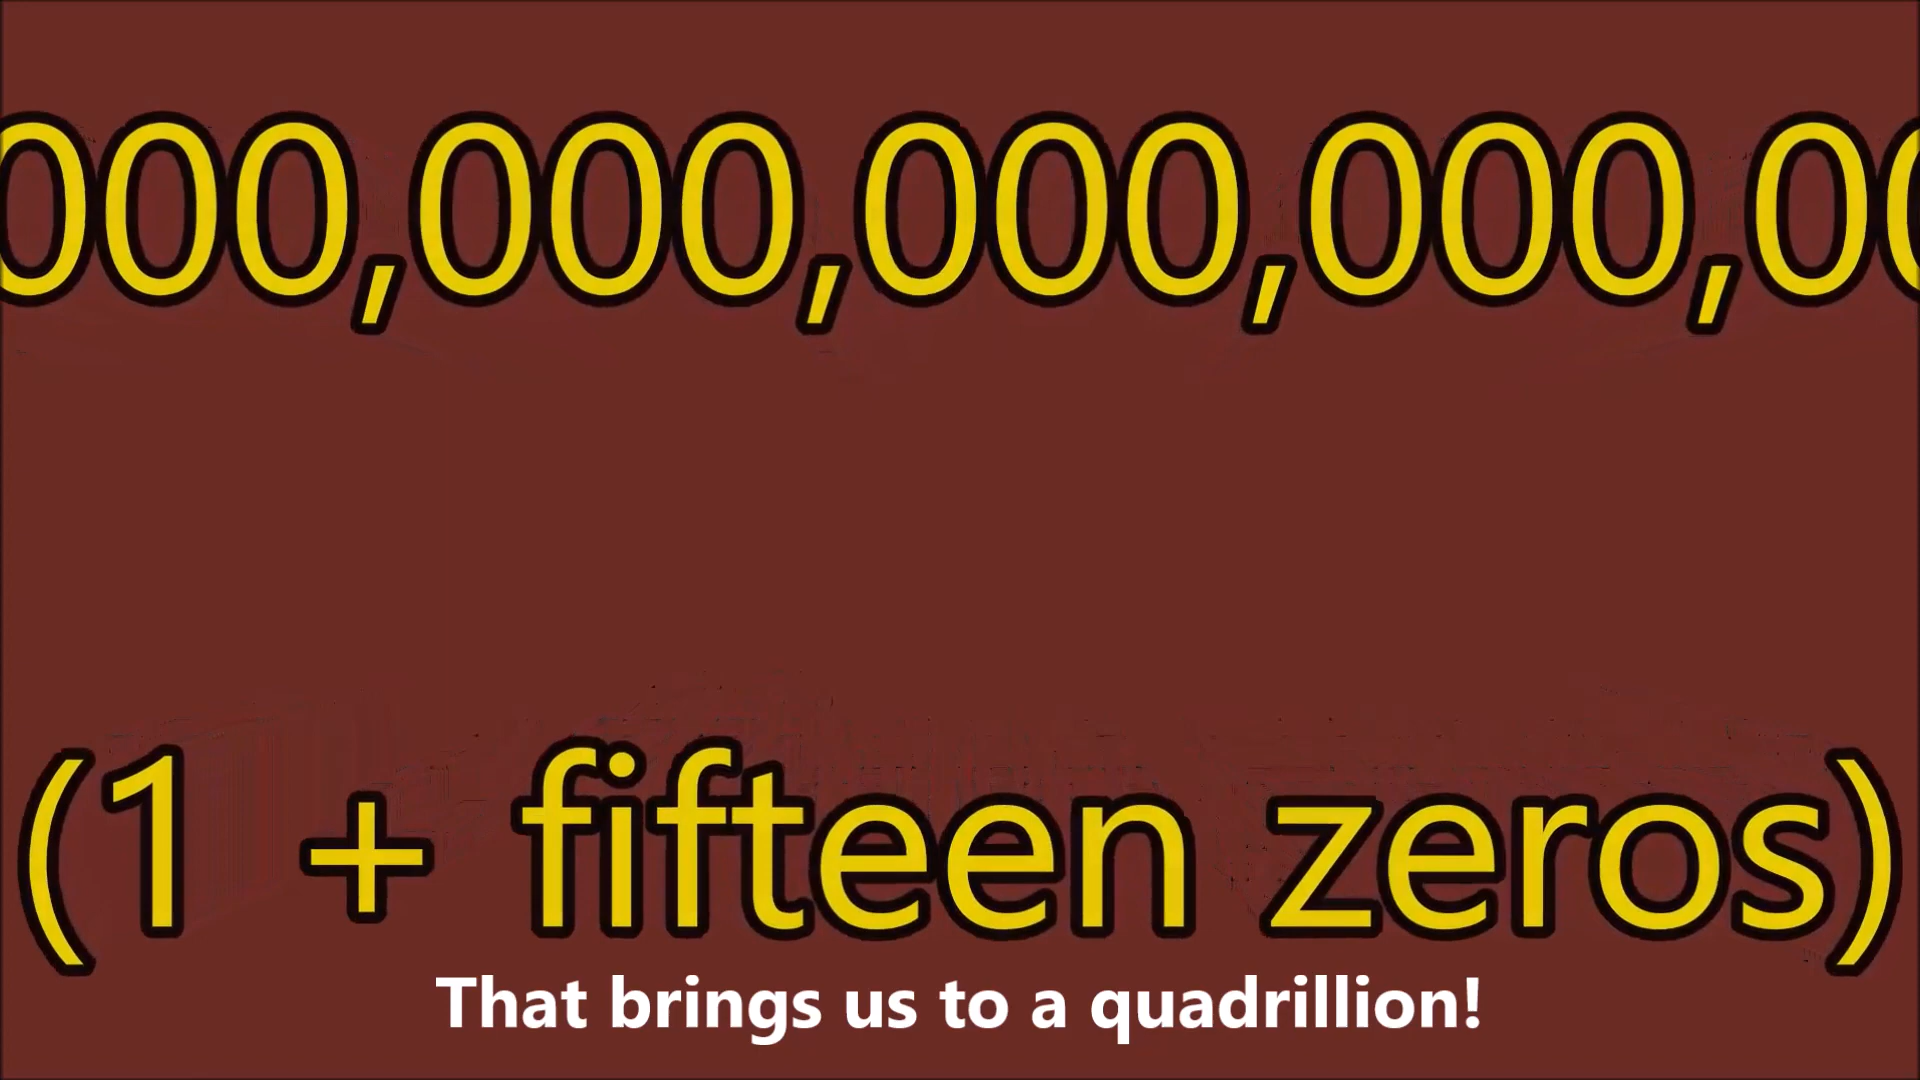 000,000,000,000,00
(1 + fifteen zeros)
That brings us to a quadrillion!